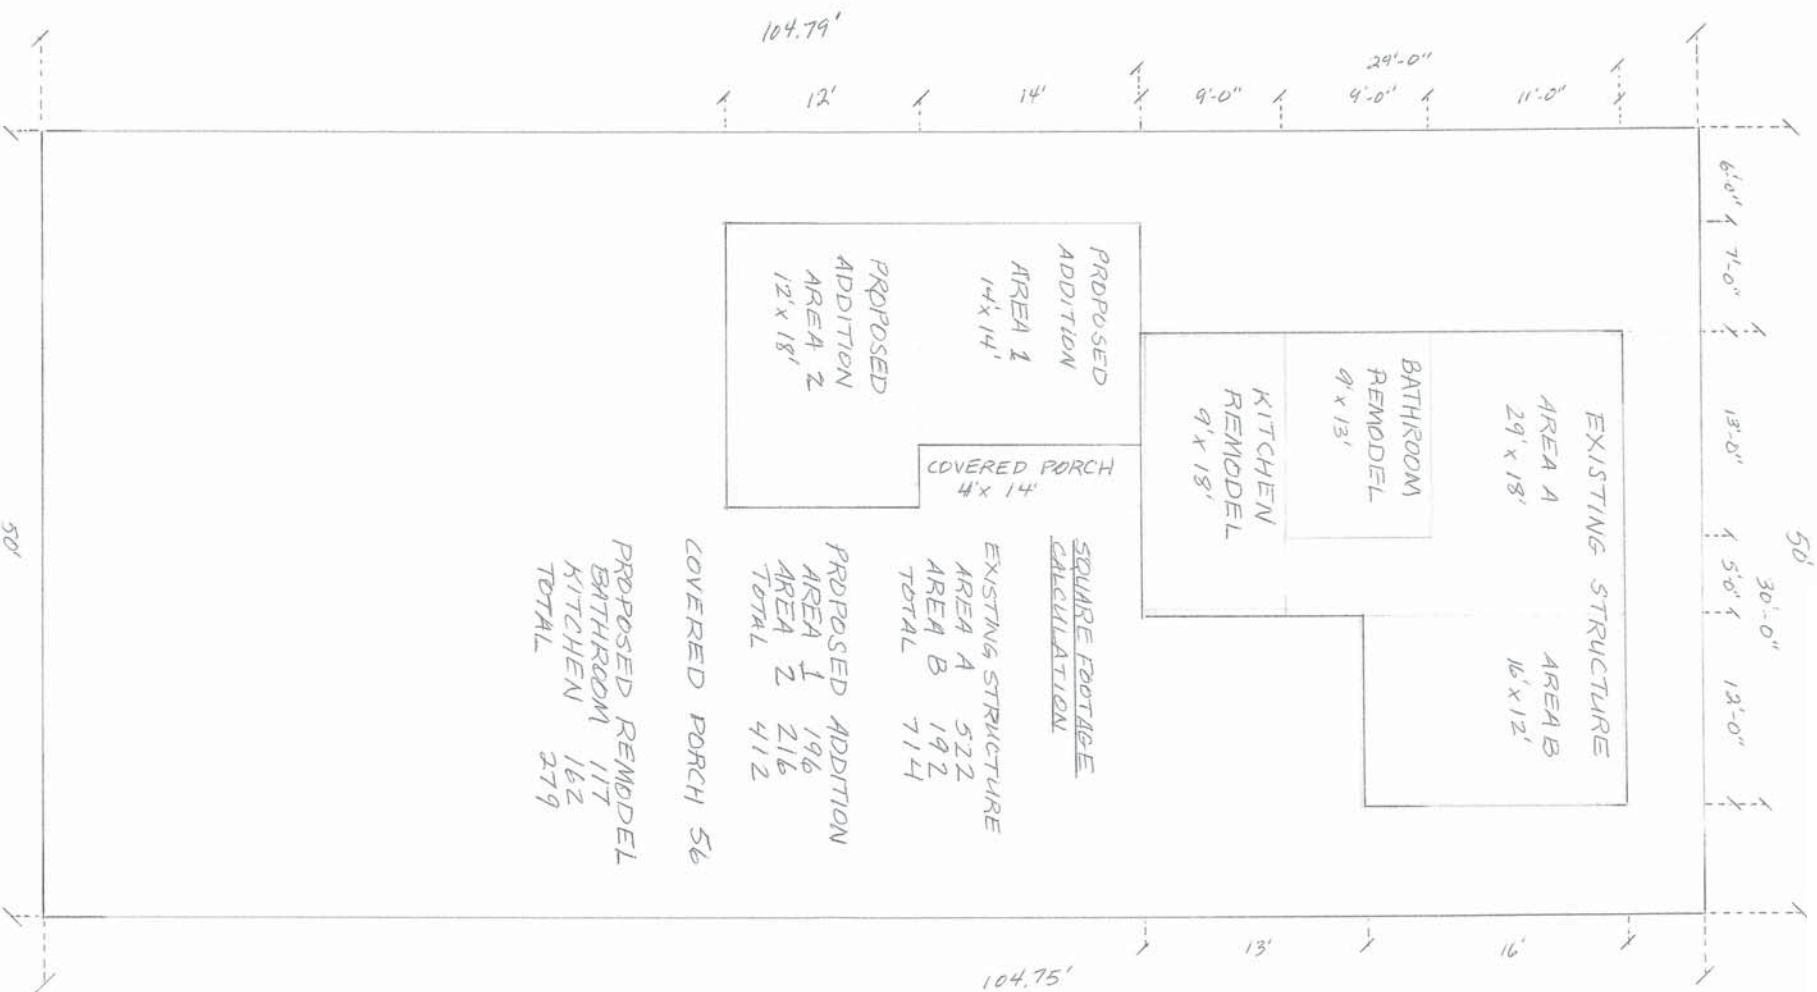 104.79'
29'-0"
12'
14'
9'-0"
9'-0"
11'-0"
6'-0"
7'-0"
13'-0"
5'-0"
12'-0"
30'-0"
50'
EXISTING STRUCTURE
AREA A
29' x 18'
AREA B
16' x 12'
BATHROOM
REMODEL
9' x 13'
KITCHEN
REMODEL
9' x 18'
PROPOSED
ADDITION
AREA 1
14' x 14'
PROPOSED
ADDITION
AREA 2
12' x 18'
COVERED PORCH
4' x 14'
SQUARE FOOTAGE
CALCULATION
EXISTING STRUCTURE
AREA A 522
AREA B 192
TOTAL 714
PROPOSED ADDITION
AREA 1 196
AREA 2 216
TOTAL 412
COVERED PORCH 56
PROPOSED REMODEL
BATHROOM 117
KITCHEN 162
TOTAL 279
50'
13'
16'
104.75'